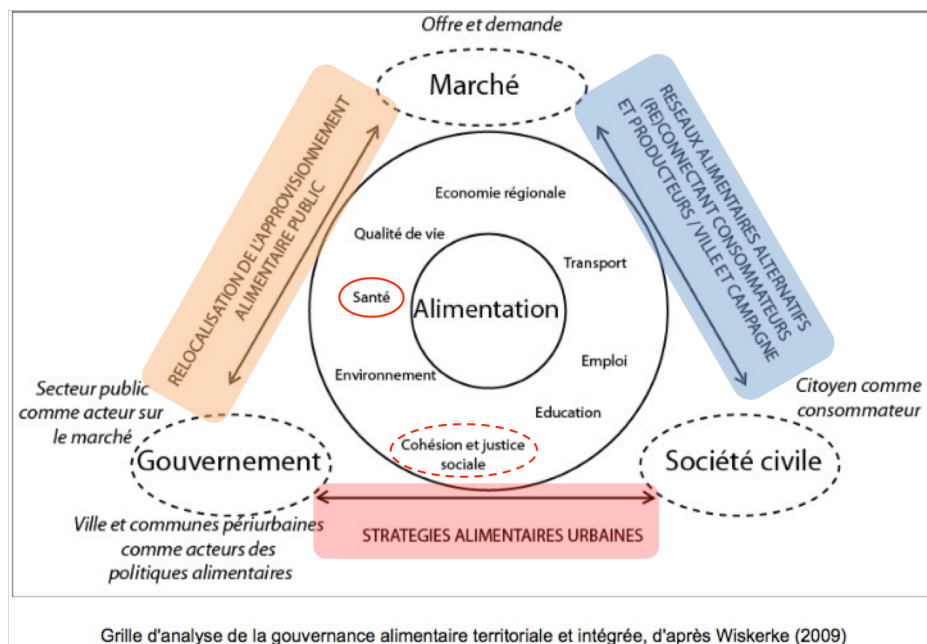 Offre et demande
Marché
RELOCALISATION DE L'APPROVISIONNEMENT
ALIMENTAIRE PUBLIC
RESEAUX ALIMENTAIRES ALTERNATIFS
(RE)CONNECTANT CONSOMMATEURS
ET PRODUCTEURS / VILLE ET CAMPAGNE
Economie régionale
Qualité de vie
Transport
Santé
Alimentation
Emploi
Environnement
Education
Cohésion et justice
sociale
Secteur public
comme acteur sur
le marché
Citoyen comme
consommateur
Gouvernement
Société civile
Ville et communes périurbaines
comme acteurs des
politiques alimentaires
STRATEGIES ALIMENTAIRES URBAINES
Grille d'analyse de la gouvernance alimentaire territoriale et intégrée, d'après Wiskerke (2009)